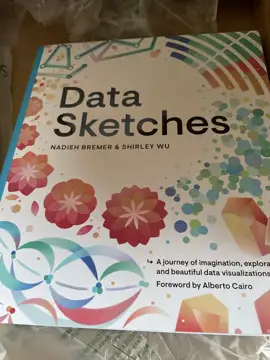 Data
Sketches
NADIEH BREMER & SHIRLEY WU
↳ A journey of imagination, explora
and beautiful data visualizations
Foreword by Alberto Cairo